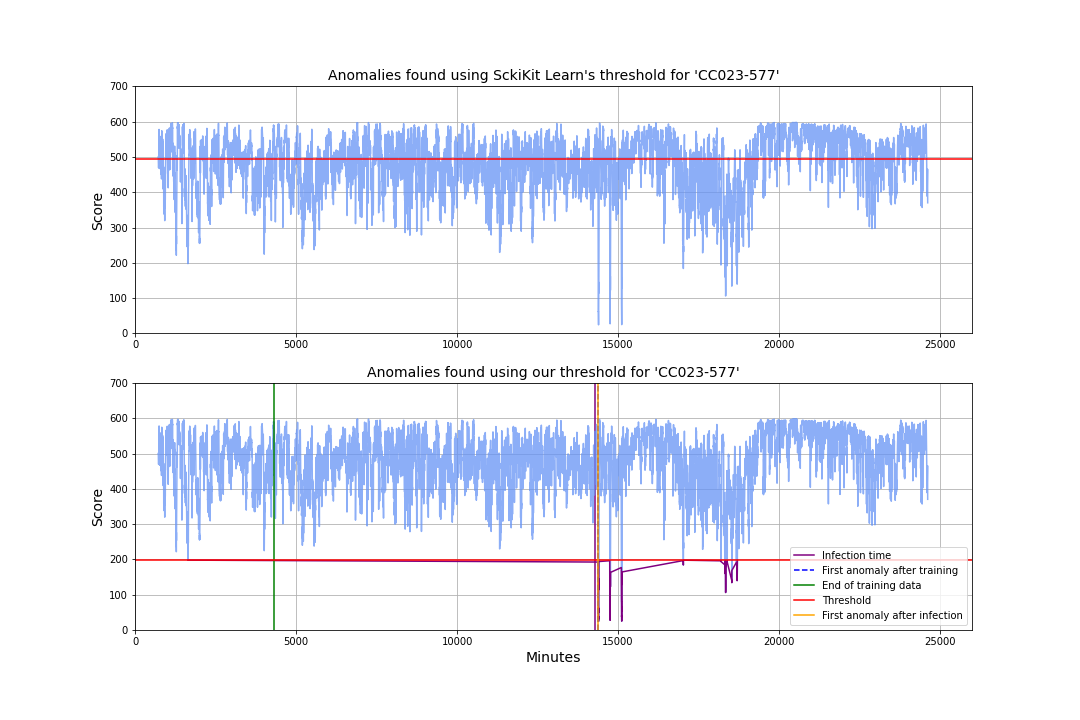 Anomalies found using SckiKit Learn's threshold for 'CC023-577'
700
600
500
400
300
200
100
0
Score
0 5000 10000 15000 20000 25000
Anomalies found using our threshold for 'CC023-577'
700
600
500
400
300
200
100
0
Score
Infection time
First anomaly after training
End of training data
Threshold
First anomaly after infection
0 5000 10000 15000 20000 25000
Minutes